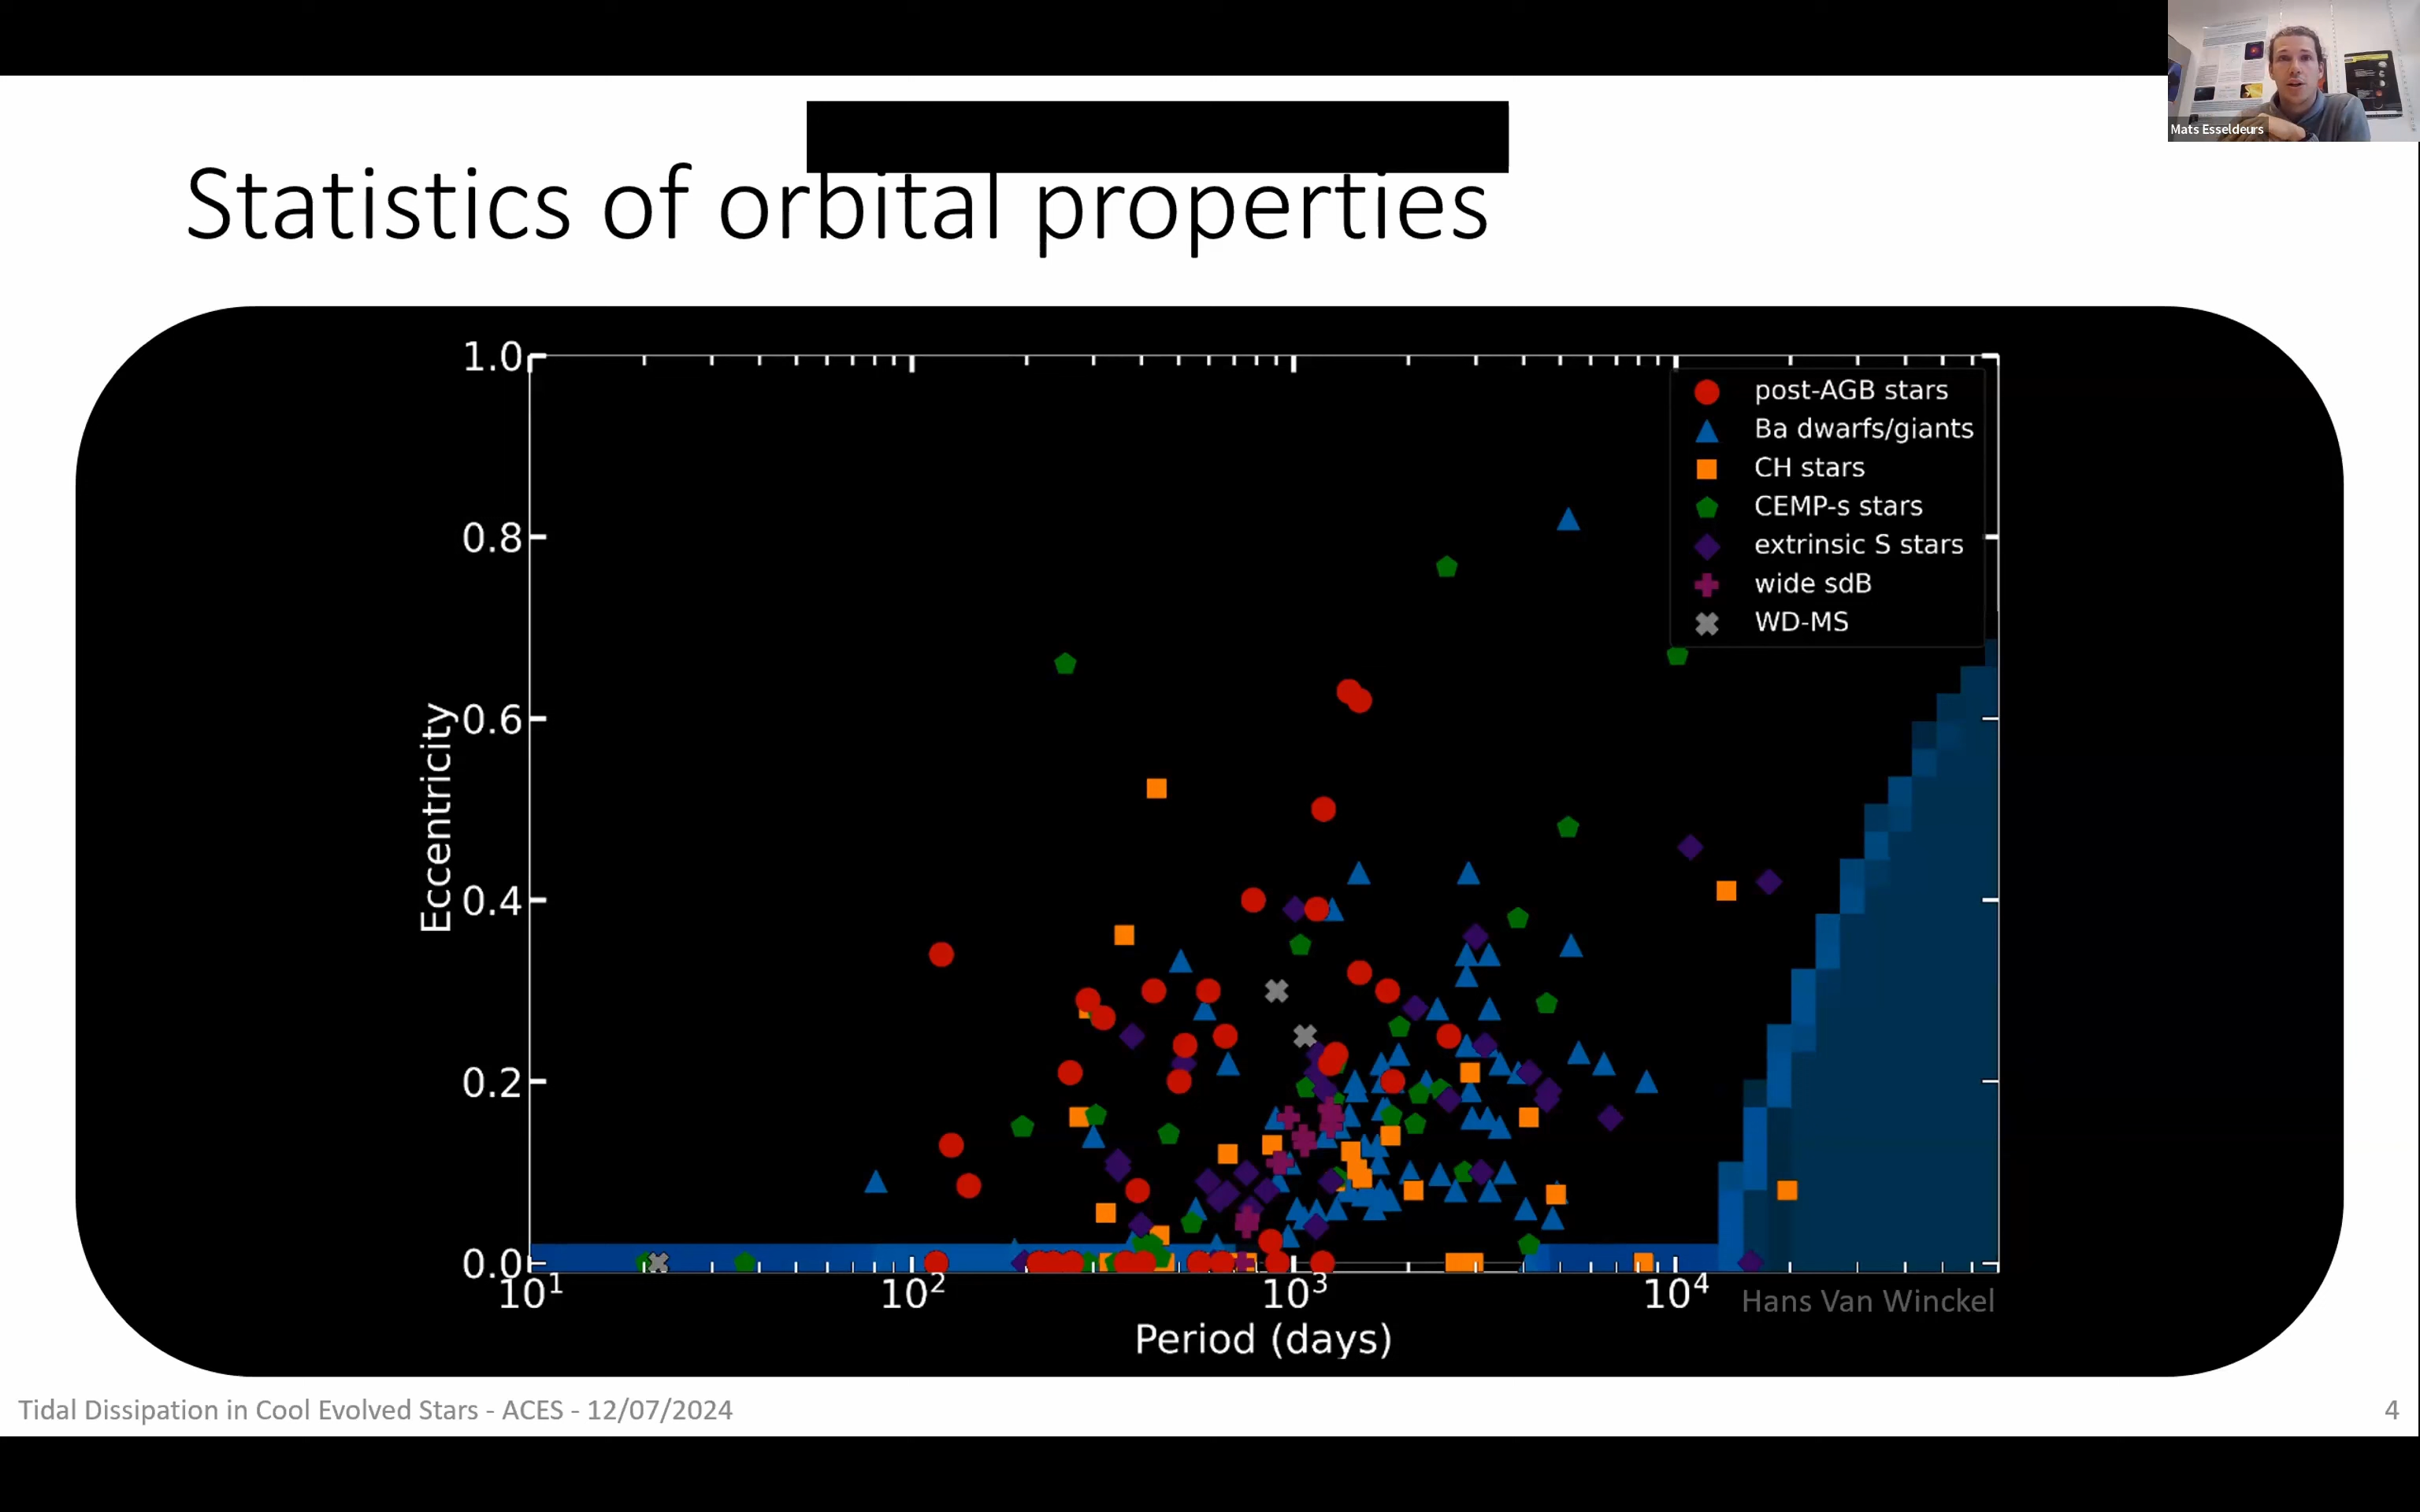 Mats Esseldeurs
Statistics of orbital properties
1.0
0.8
0.6
0.4
0.2
0.0
Eccentricity
post-AGB stars
Ba dwarfs/giants
CH stars
CEMP-s stars
extrinsic S stars
wide sdB
WD-MS
10¹
10²
10³
10⁴
Hans Van Winckel
Period (days)
Tidal Dissipation in Cool Evolved Stars - ACES - 12/07/2024
4